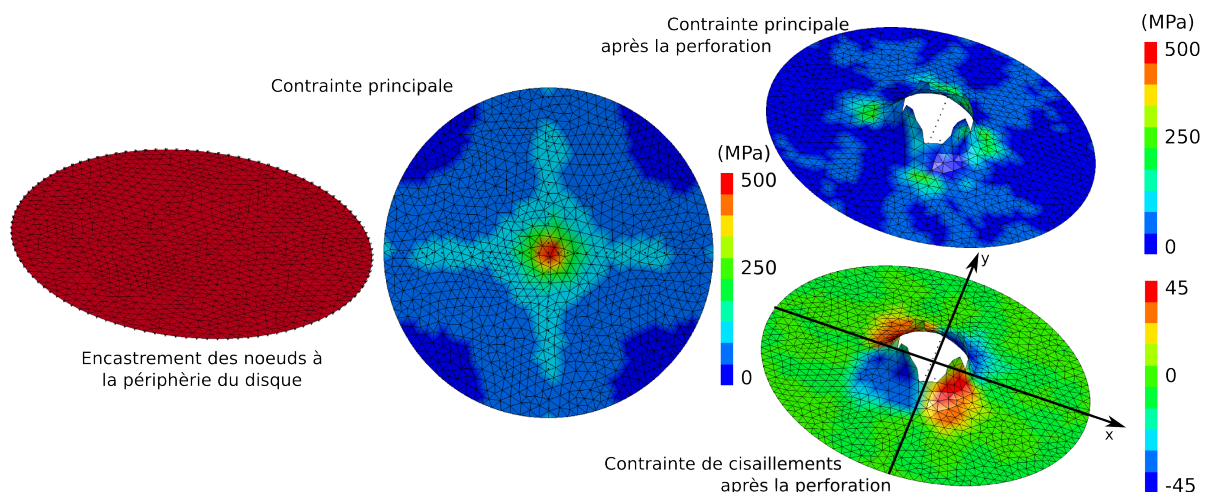 Contrainte principale
après la perforation
(MPa)
500
250
0
Contrainte principale
(MPa)
500
250
0
Encastrement des noeuds à
la périphèrie du disque
y
x
45
0
-45
Contrainte de cisaillements
après la perforation